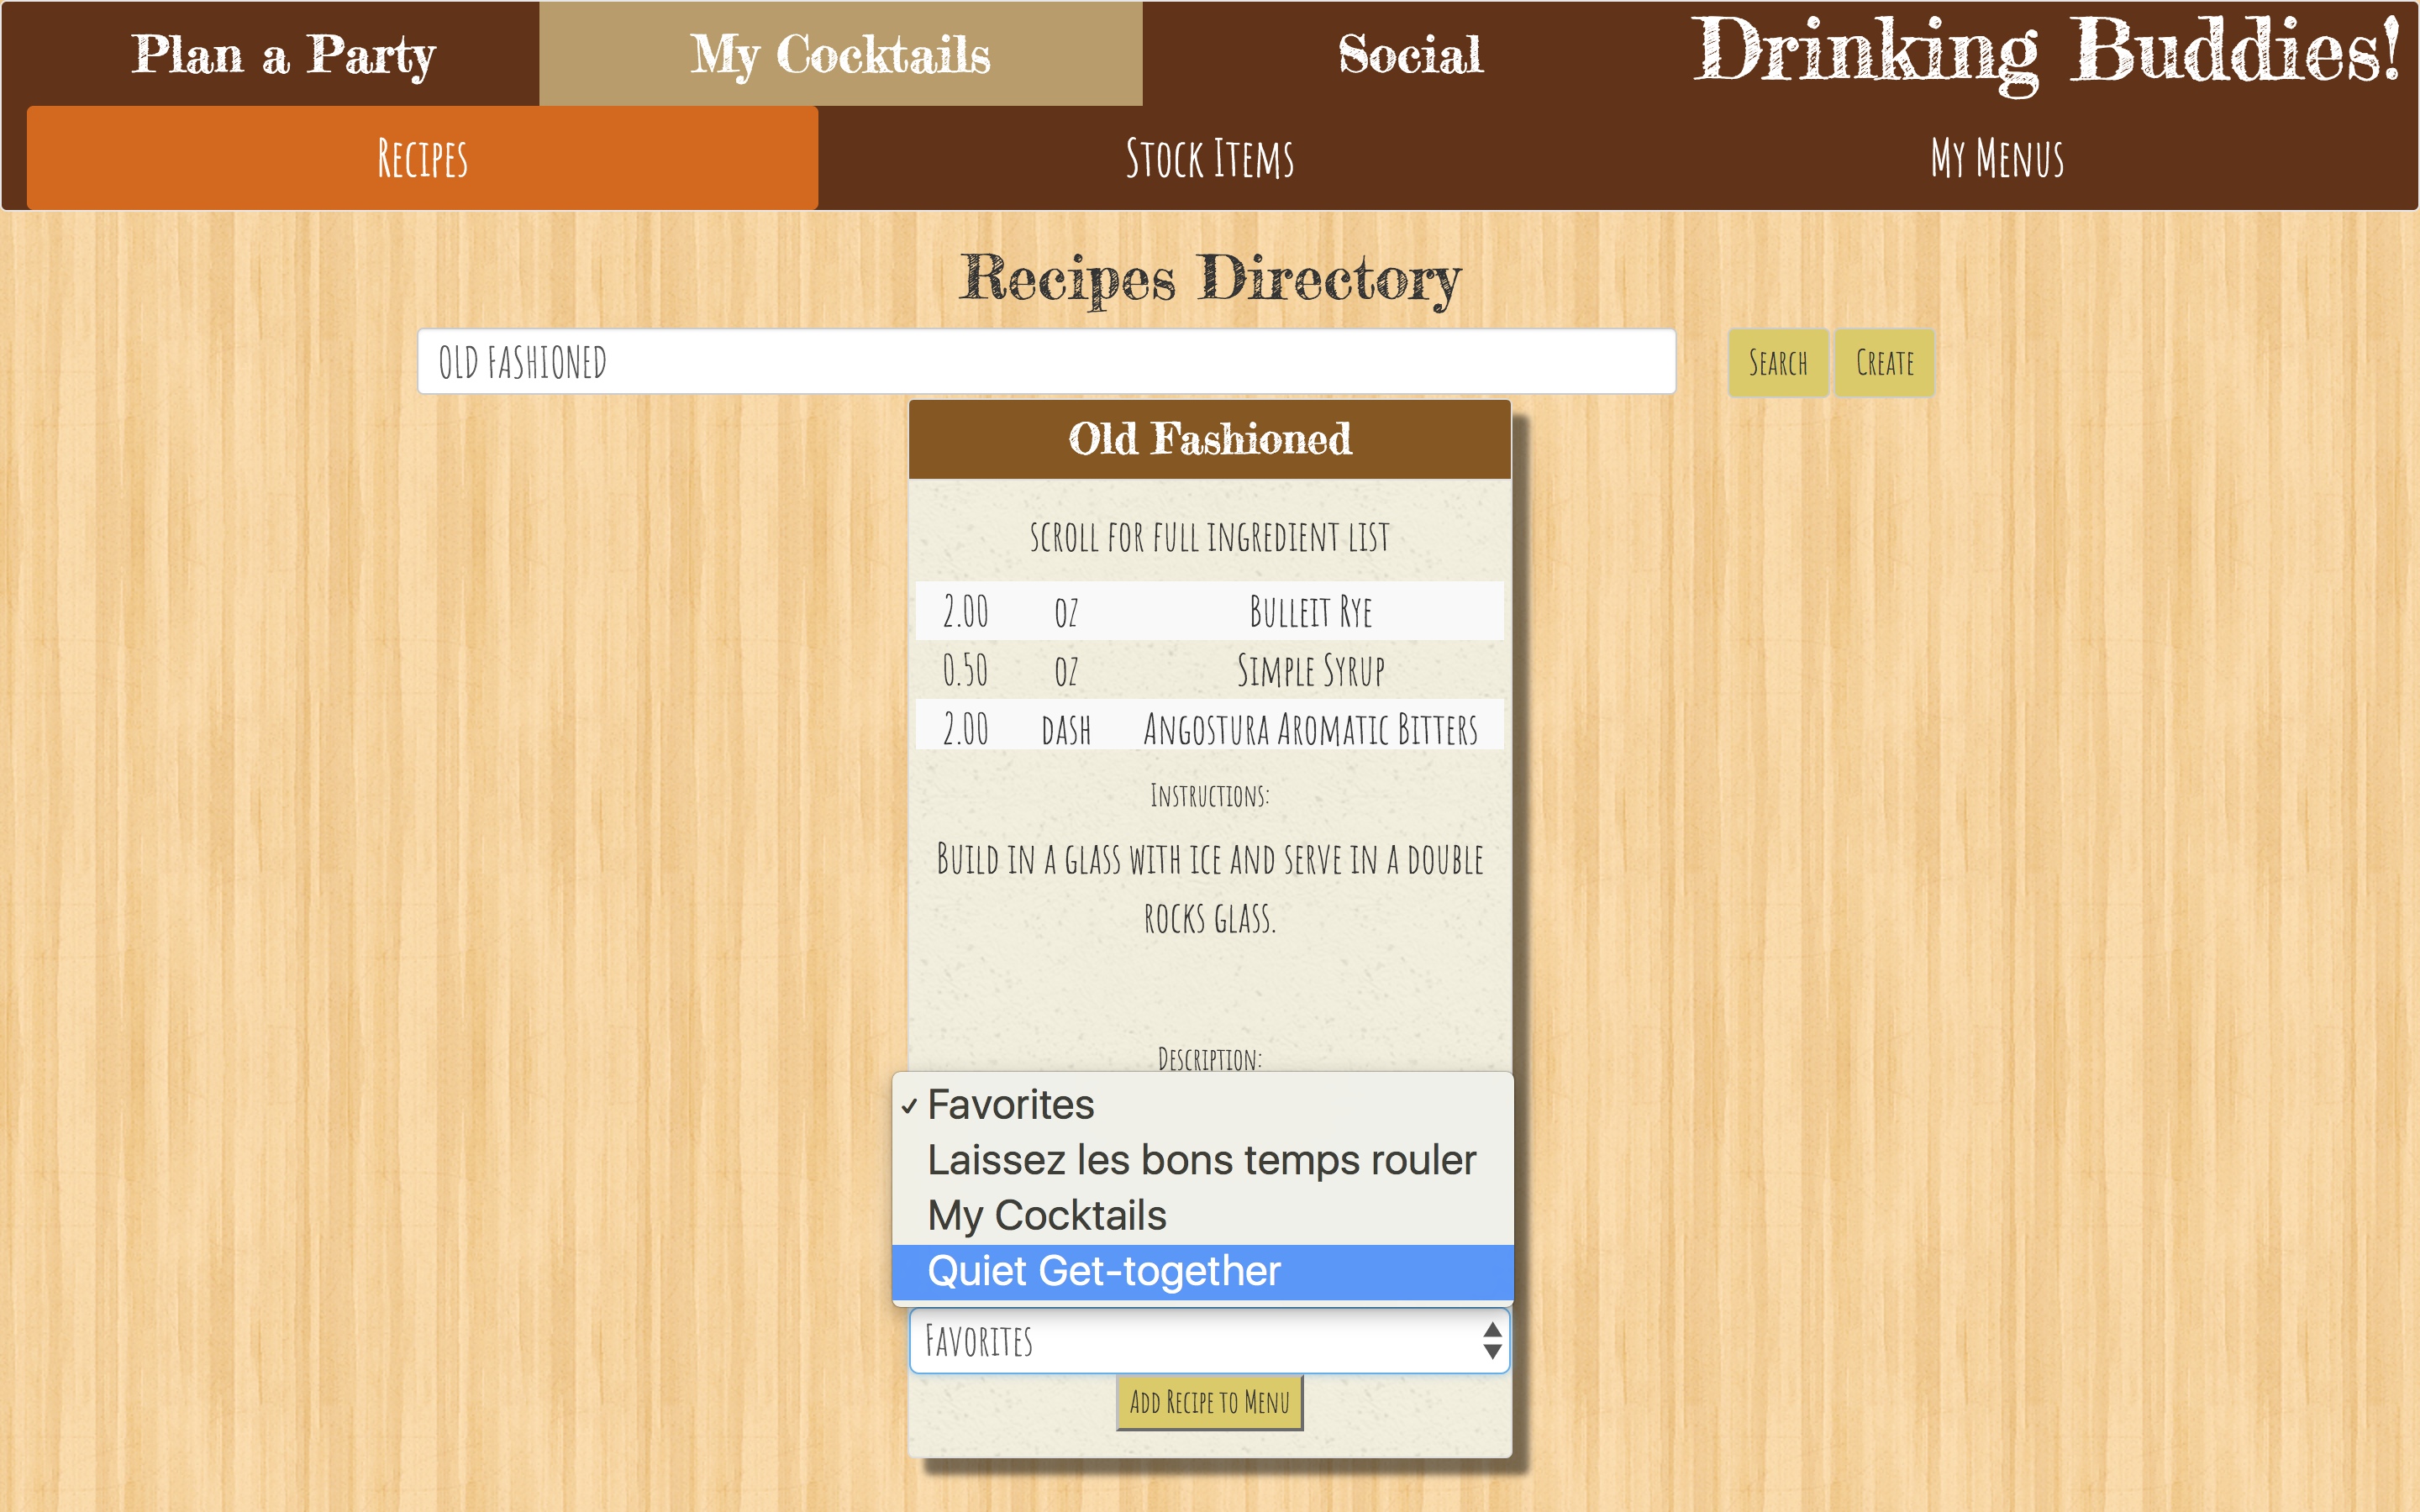 Plan a Party My Cocktails Social Drinking Buddies!
Recipes Stock Items My Menus
Recipes Directory
OLD FASHIONED Search Create
Old Fashioned
scroll for full ingredient list
2.00 oz Bulleit Rye
0.50 oz Simple Syrup
2.00 dash Angostura Aromatic Bitters
Instructions:
Build in a glass with ice and serve in a double
rocks glass.
Description:
✓ Favorites
Laissez les bons temps rouler
My Cocktails
Quiet Get-together
Favorites
Add Recipe to Menu